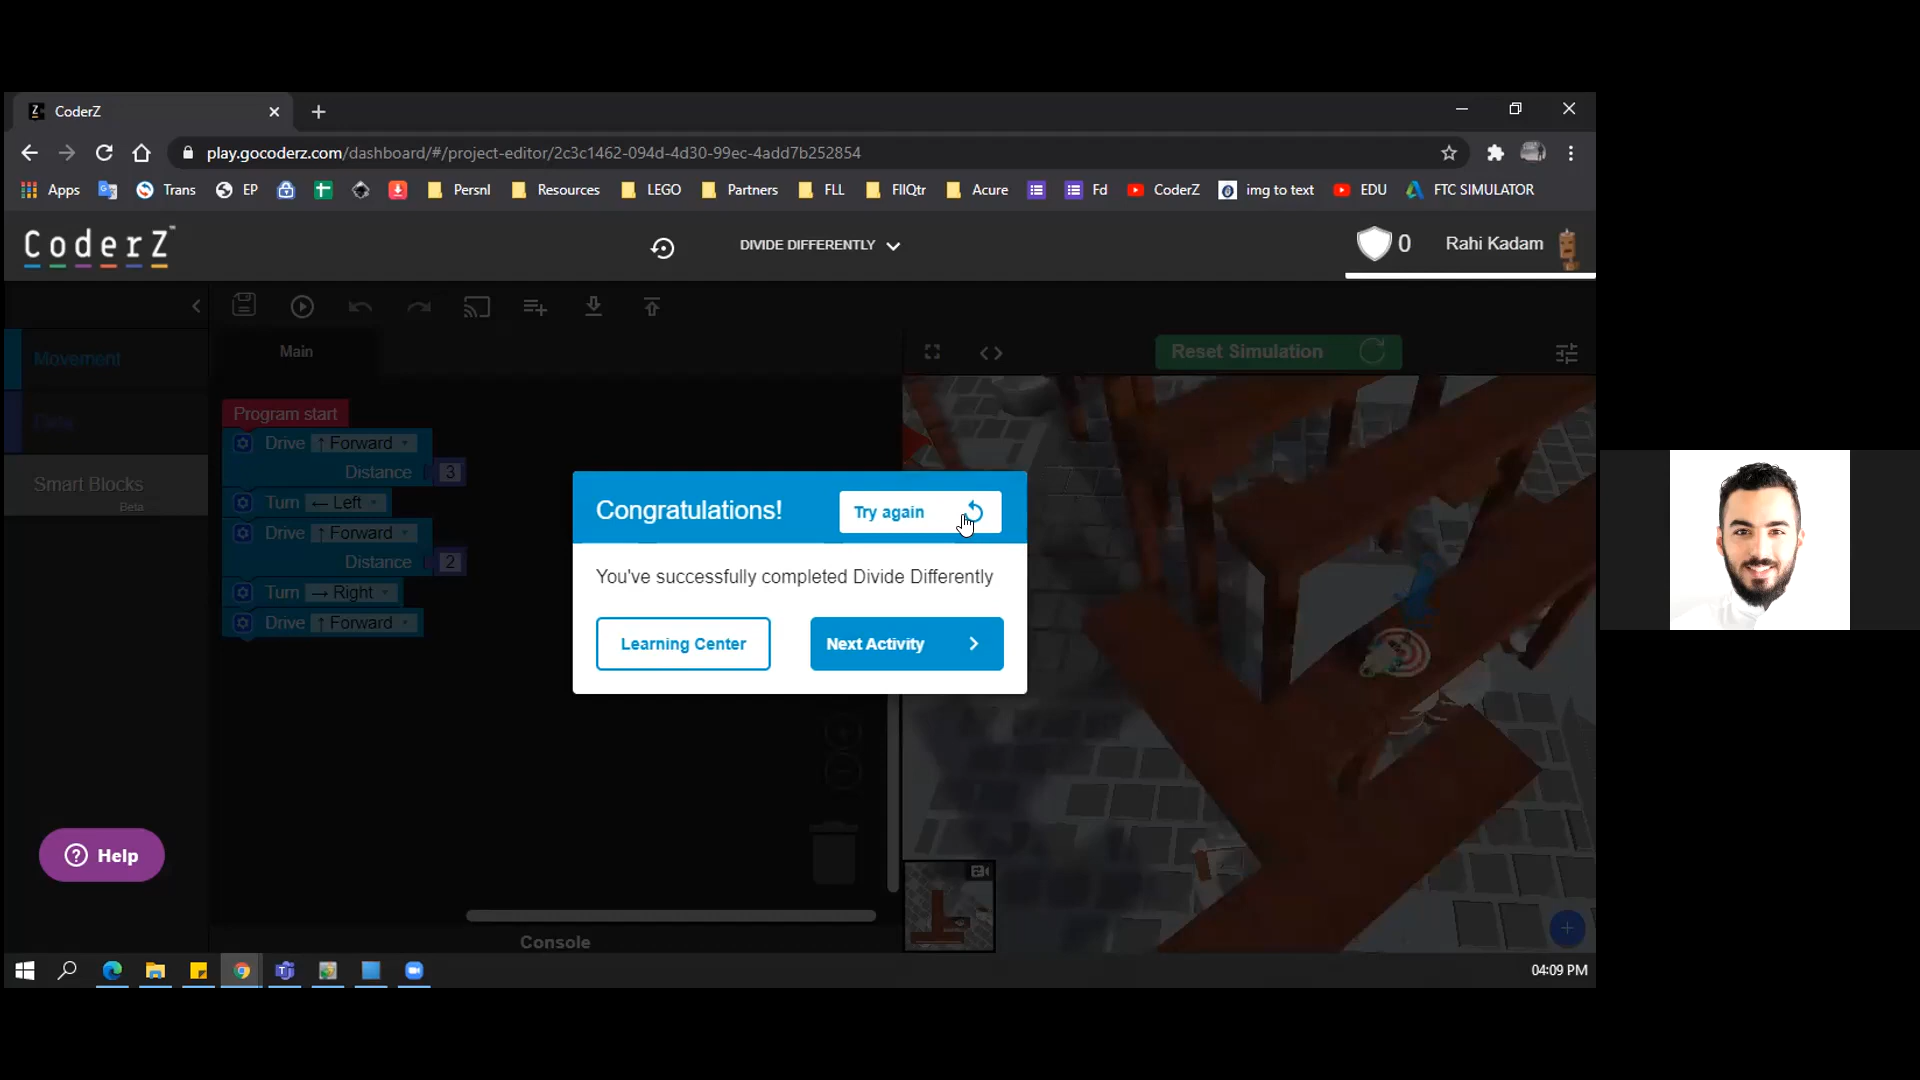 CoderZ
play.gocoderz.com/dashboard/#/project-editor/2c3c1462-094d-4d30-99ec-4add7b252854
Apps Trans EP Persnl Resources LEGO Partners FLL FIlQtr Acure Fd CoderZ img to text EDU FTC SIMULATOR
CoderZ™ DIVIDE DIFFERENTLY 0 Rahi Kadam
Movement
Main
Reset Simulation
Program start
Drive ↑ Forward
Distance 3
Smart Blocks
Beta
Turn ← Left
Drive ↑ Forward
Distance 2
Turn → Right
Drive ↑ Forward
Congratulations! Try again
You've successfully completed Divide Differently
Learning Center Next Activity
Help
Console
04:09 PM